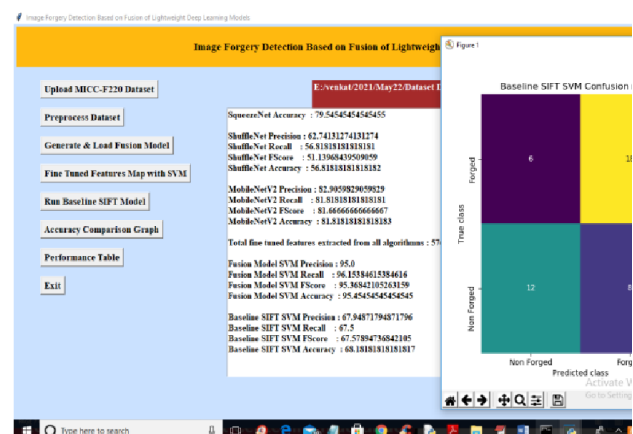 Image Forgery Detection Based on Fusion of Lightweight Deep Learning Models
Image Forgery Detection Based on Fusion of Lightweigh
Figure 1
Upload MICC-F220 Dataset
Preprocess Dataset
Generate & Load Fusion Model
Fine Tuned Features Map with SVM
Run Baseline SIFT Model
Accuracy Comparison Graph
Performance Table
Exit
E:/venkat/2021/May22/Dataset
SqueezeNet Accuracy : 79.54545454545455
ShuffleNet Precision : 62.74131274131274
ShuffleNet Recall : 56.81818181818181
ShuffleNet FScore : 51.13968439509059
ShuffleNet Accuracy : 56.81818181818182
MobileNetV2 Precision : 82.9059829059829
MobileNetV2 Recall : 81.81818181818181
MobileNetV2 FScore : 81.66666666666667
MobileNetV2 Accuracy : 81.81818181818183
Total fine tuned features extracted from all algorithms : 57
Fusion Model SVM Precision : 95.0
Fusion Model SVM Recall : 96.15384615384616
Fusion Model SVM FScore : 95.36842105263159
Fusion Model SVM Accuracy : 95.45454545454545
Baseline SIFT SVM Precision : 67.94871794871796
Baseline SIFT SVM Recall : 67.5
Baseline SIFT SVM FScore : 67.57894736842105
Baseline SIFT SVM Accuracy : 68.18181818181817
Baseline SIFT SVM Confusion
Forged
6
18
True class
Non Forged
12
8
Non Forged
Forg
Predicted class
Activate W
Go to Setting
Type here to search